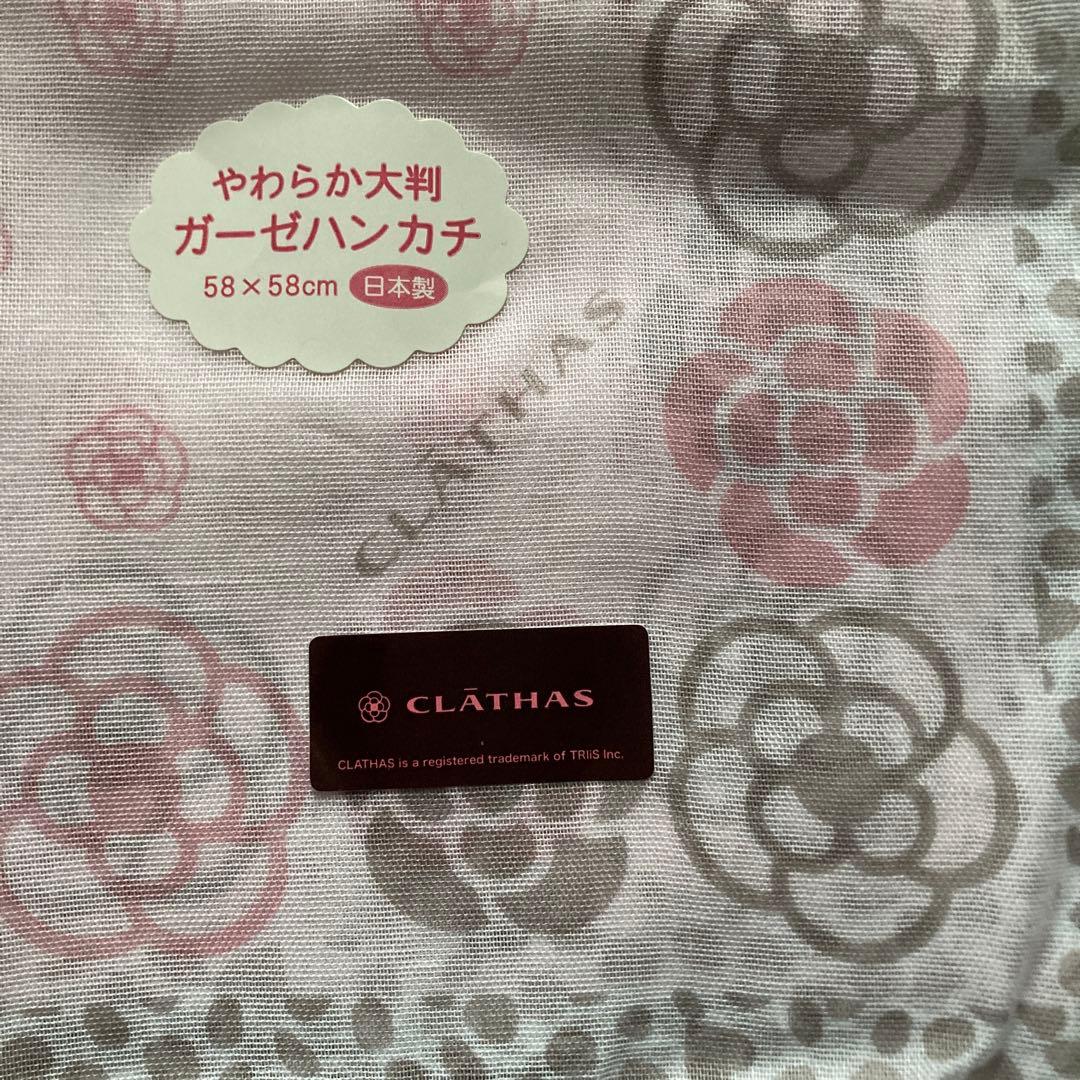 やわらか大判
ガーゼハンカチ
58×58cm 日本製
CLĀTHAS
CLĀTHAS
CLATHAS is a registered trademark of TRIiS Inc.